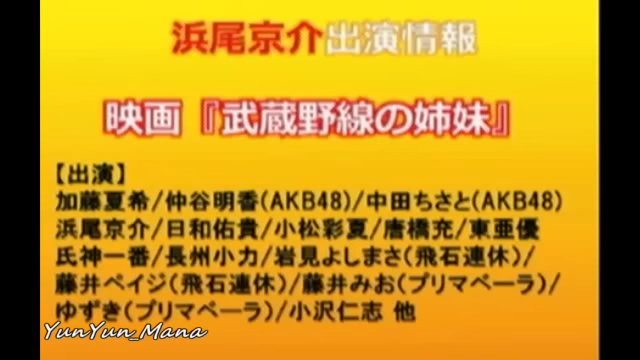 浜尾京介出演情報
映画『武蔵野線の姉妹』
【出演】
加藤夏希/仲谷明香(AKB48)/中田ちさと(AKB48)
浜尾京介/日和佑貴/小松彩夏/唐橋充/東亜優
氏神一番/長州小力/岩見よしまさ(飛石連休)/
藤井ペイジ(飛石連休)/藤井みお(プリマベーラ)/
ゆずき(プリマベーラ)/小沢仁志 他
YunYun_Mana